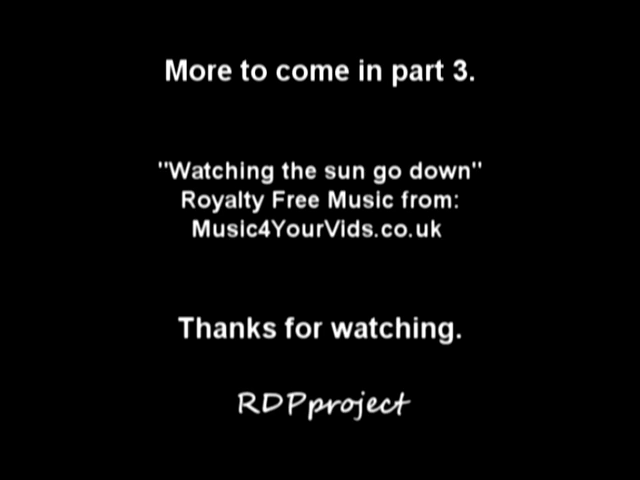 More to come in part 3.
"Watching the sun go down"
Royalty Free Music from:
Music4YourVids.co.uk
Thanks for watching.
RDPproject